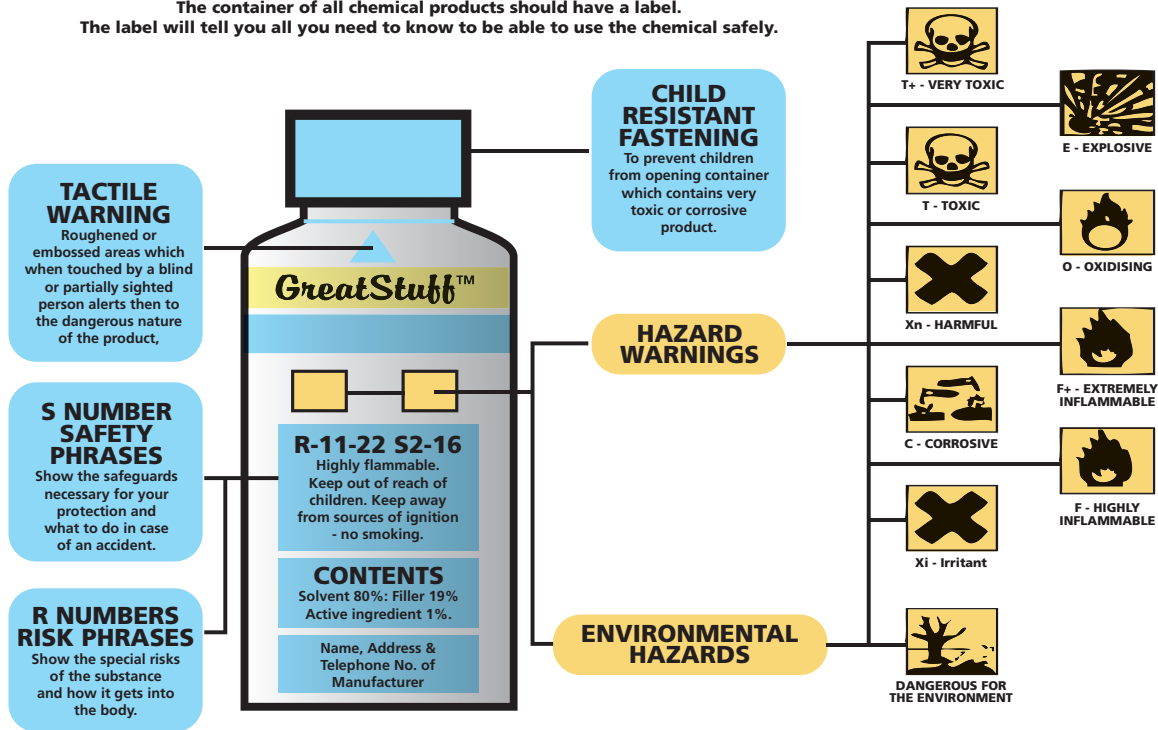 The container of all chemical products should have a label.
The label will tell you all you need to know to be able to use the chemical safely.
TACTILE
WARNING
Roughened or
embossed areas which
when touched by a blind
or partially sighted
person alerts then to
the dangerous nature
of the product,
S NUMBER
SAFETY
PHRASES
Show the safeguards
necessary for your
protection and
what to do in case
of an accident.
R NUMBERS
RISK PHRASES
Show the special risks
of the substance
and how it gets into
the body.
GreatStuff™
R-11-22 S2-16
Highly flammable.
Keep out of reach of
children. Keep away
from sources of ignition
- no smoking.
CONTENTS
Solvent 80%: Filler 19%
Active ingredient 1%.
Name, Address &
Telephone No. of
Manufacturer
CHILD
RESISTANT
FASTENING
To prevent children
from opening container
which contains very
toxic or corrosive
product.
HAZARD
WARNINGS
ENVIRONMENTAL
HAZARDS
T+ - VERY TOXIC
E - EXPLOSIVE
T - TOXIC
O - OXIDISING
Xn - HARMFUL
F+ - EXTREMELY
INFLAMMABLE
C - CORROSIVE
F - HIGHLY
INFLAMMABLE
Xi - Irritant
DANGEROUS FOR
THE ENVIRONMENT